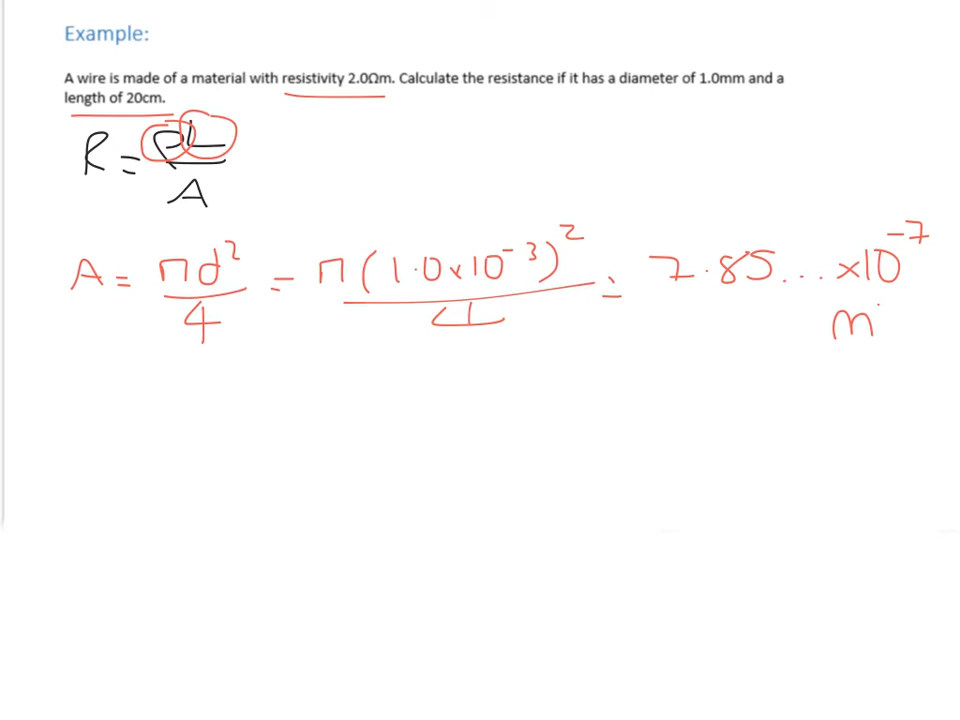 Example:
A wire is made of a material with resistivity 2.0Ωm. Calculate the resistance if it has a diameter of 1.0mm and a
length of 20cm.
R = ρL/A
A = πd²/4 = π(1.0×10⁻³)²/4 = 7.85...×10⁻⁷
m